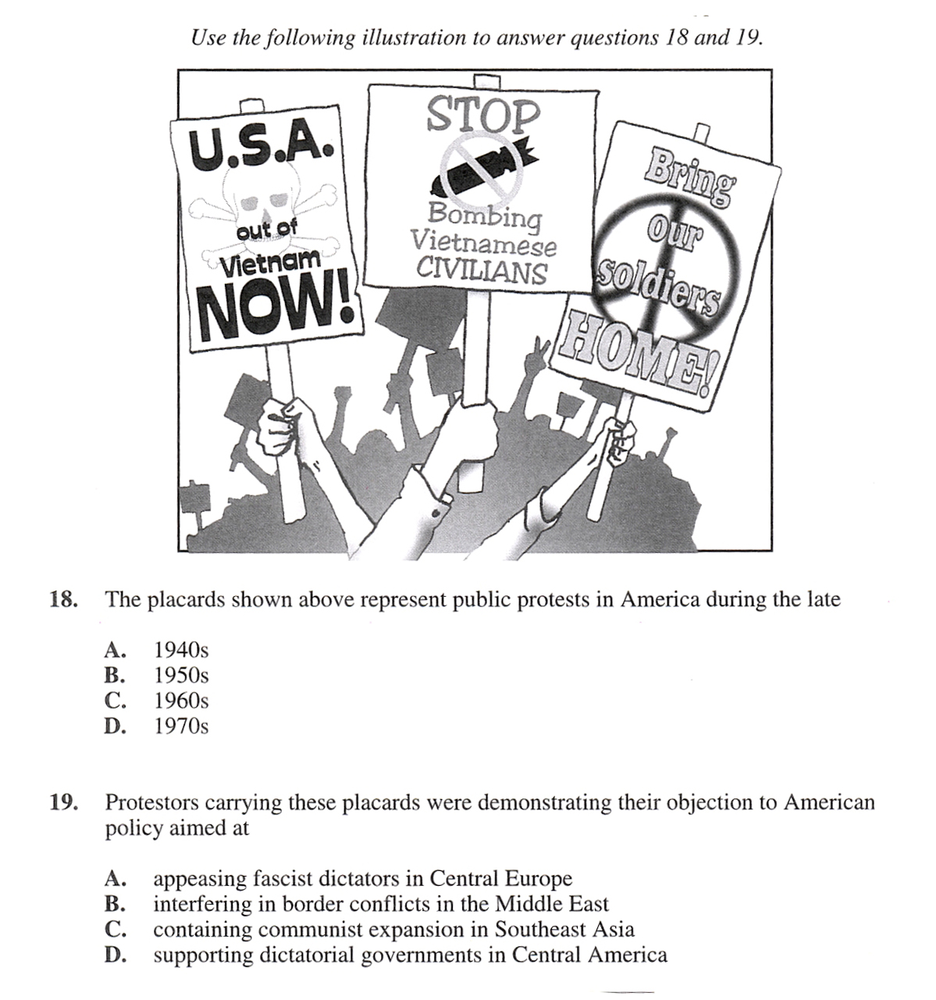 Use the following illustration to answer questions 18 and 19.
U.S.A.
out of
Vietnam
NOW!
STOP
Bombing
Vietnamese
CIVILIANS
Bring
our
soldiers
HOME!
18. The placards shown above represent public protests in America during the late
A. 1940s
B. 1950s
C. 1960s
D. 1970s
19. Protestors carrying these placards were demonstrating their objection to American
policy aimed at
A. appeasing fascist dictators in Central Europe
B. interfering in border conflicts in the Middle East
C. containing communist expansion in Southeast Asia
D. supporting dictatorial governments in Central America